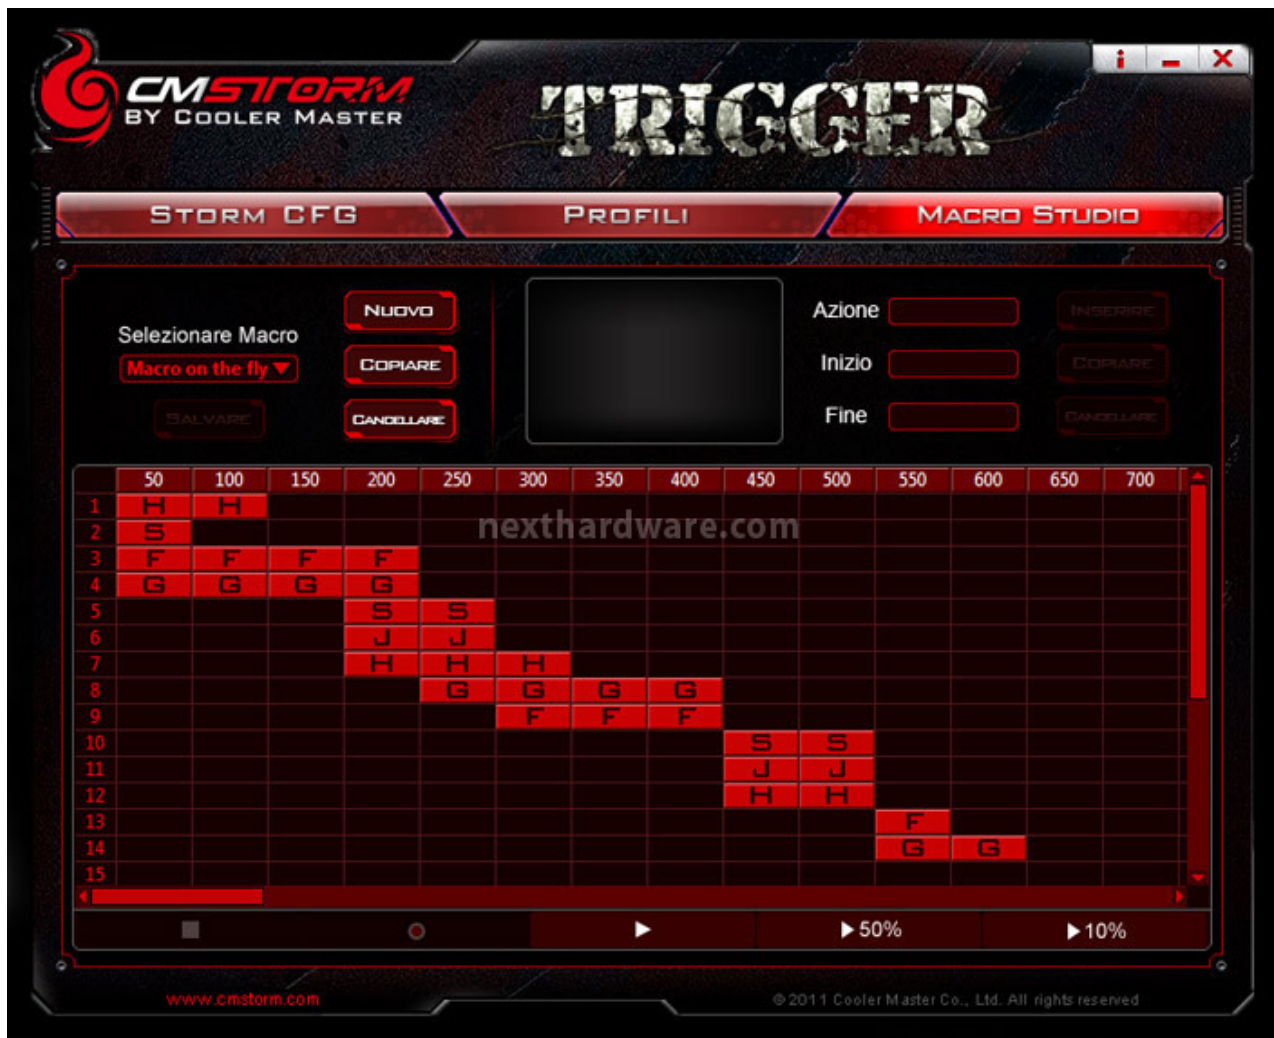 CMSTORM
BY COOLER MASTER
TRIGGER
i
STORM CFG PROFILI MACRO STUDIO
Selezionare Macro
Macro on the fly
SALVARE
NUOVO
COPIARE
CANCELLARE
Azione
Inizio
Fine
INSERIRE
COPIARE
CANCELLARE
50 100 150 200 250 300 350 400 450 500 550 600 650 700
1 H H
2 S
nexthardware.com
3 F F F F
4 G G G G
5 S S
6 J J
7 H H H
8 G G G G
9 F F F
10 S S
11 J J
12 H H
13 F
14 G G
15
50% 10%
www.cmstorm.com
© 2011 Cooler Master Co., Ltd. All rights reserved